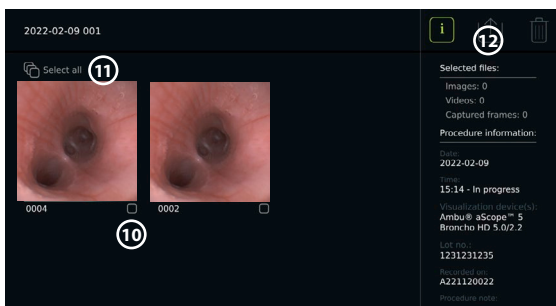 2022-02-09 001
i
12
Select all
11
0004
0002
10
Selected files:
Images: 0
Videos: 0
Captured frames: 0
Procedure information:
Date:
2022-02-09
Time:
15:14 - In progress
Visualization device(s):
Ambu® aScope™ 5
Broncho HD 5.0/2.2
Lot no.:
1231231235
Recorded on:
A221120022
Procedure note: